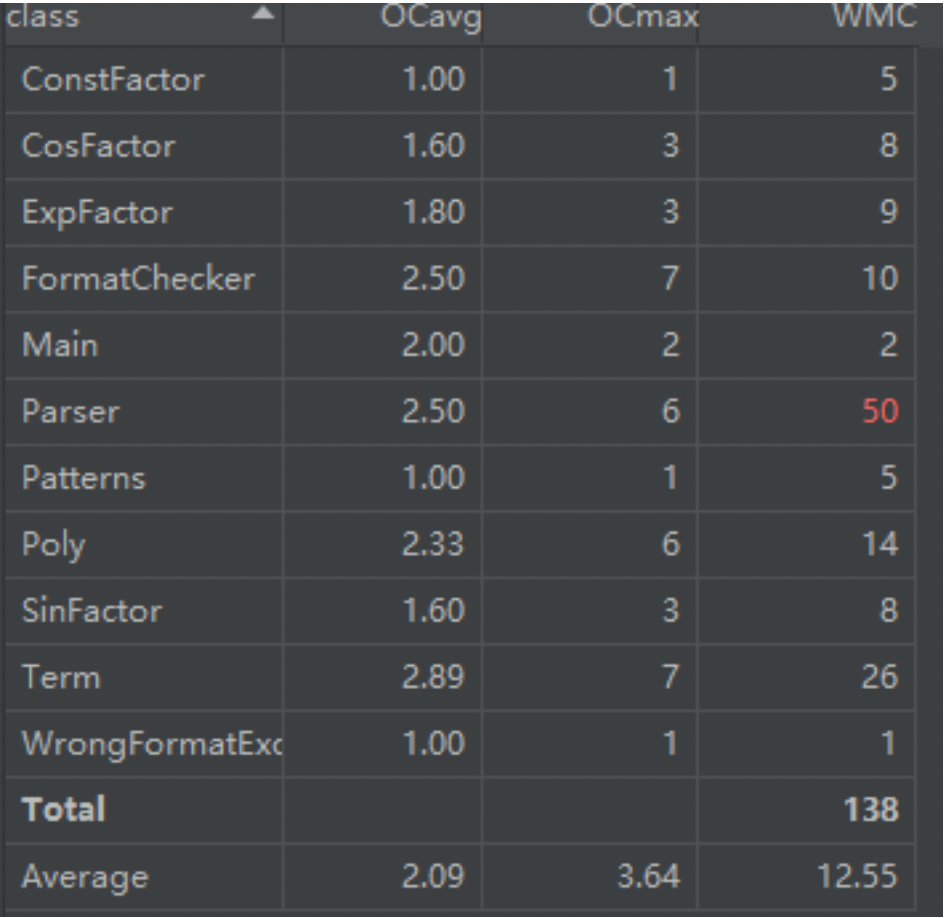 class OCavg OCmax WMC
ConstFactor 1.00 1 5
CosFactor 1.60 3 8
ExpFactor 1.80 3 9
FormatChecker 2.50 7 10
Main 2.00 2 2
Parser 2.50 6 50
Patterns 1.00 1 5
Poly 2.33 6 14
SinFactor 1.60 3 8
Term 2.89 7 26
WrongFormatExc 1.00 1 1
Total 138
Average 2.09 3.64 12.55